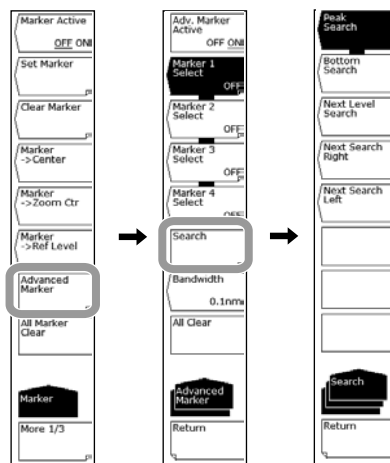 Marker Active
OFF ON
Set Marker
Clear Marker
Marker
->Center
Marker
->Zoom Ctr
Marker
->Ref Level
Advanced
Marker
All Marker
Clear
Marker
More 1/3
Adv. Marker
Active
OFF ON
Marker 1
Select
OFF
Marker 2
Select
OFF
Marker 3
Select
OFF
Marker 4
Select
OFF
Search
Bandwidth
0.1nm
All Clear
Advanced
Marker
Return
Peak
Search
Bottom
Search
Next Level
Search
Next Search
Right
Next Search
Left
Search
Return